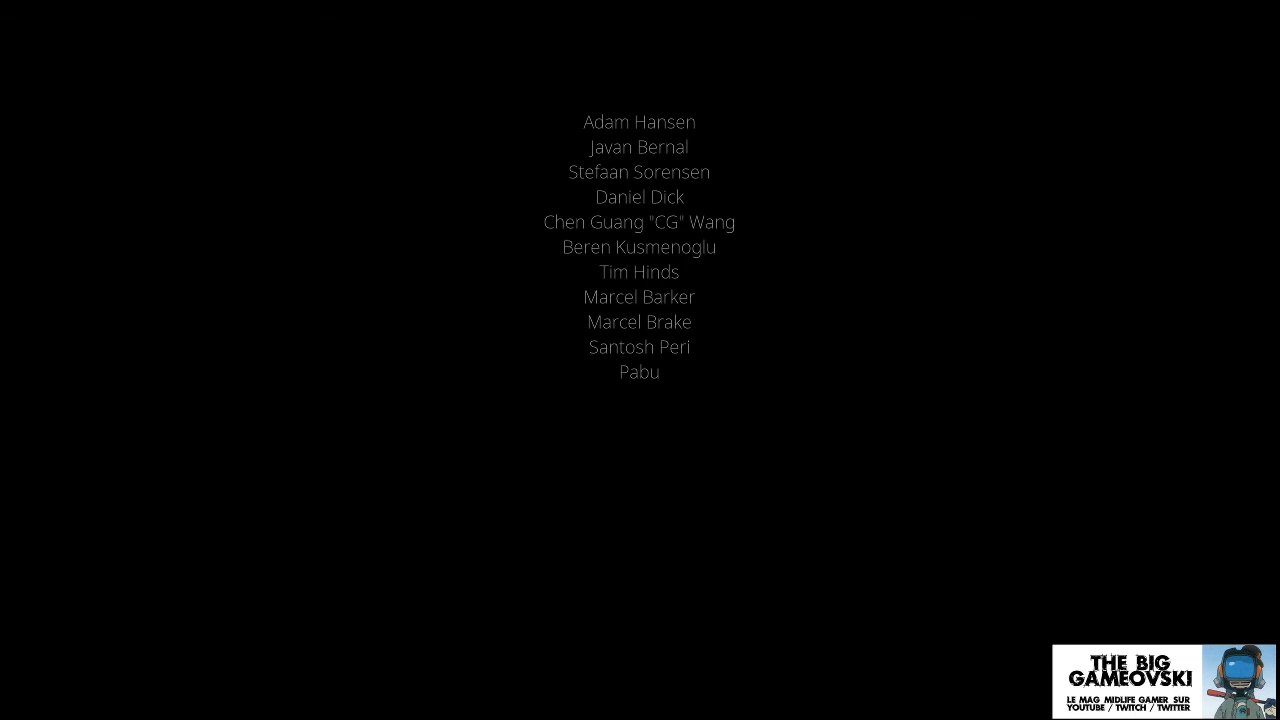 Adam Hansen
Javan Bernal
Stefaan Sorensen
Daniel Dick
Chen Guang "CG" Wang
Beren Kusmenoglu
Tim Hinds
Marcel Barker
Marcel Brake
Santosh Peri
Pabu
THE BIG
GAMEOVSKI
LE MAG MIDLIFE GAMER SUR
YOUTUBE / TWITCH / TWITTER